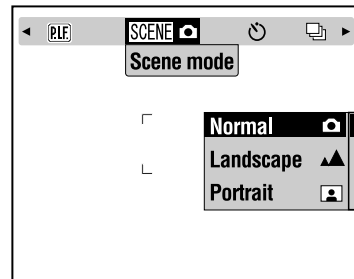 P.I.F. SCENE
Scene mode
Normal
Landscape
Portrait